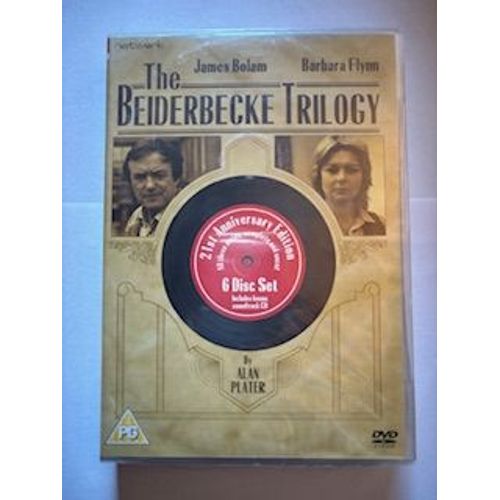 network
James Bolam
Barbara Flynn
The
BEIDERBECKE TRILOGY
21st Anniversary Edition
6 Disc Set
Includes bonus
soundtrack CD
By
ALAN
PLATER
PG
DVD